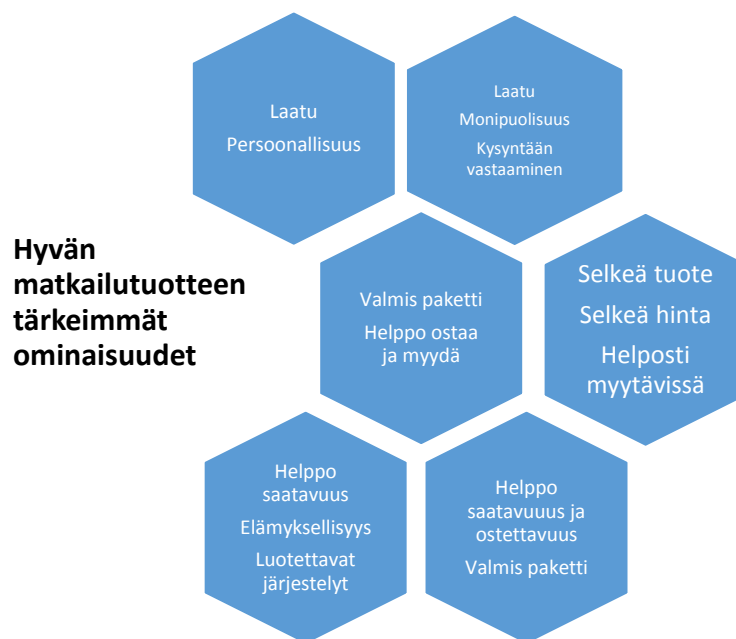 Laatu
Persoonallisuus
Laatu
Monipuolisuus
Kysyntään
vastaaminen
Hyvän
matkailutuotteen
tärkeimmät
ominaisuudet
Valmis paketti
Helppo ostaa
ja myydä
Selkeä tuote
Selkeä hinta
Helposti
myytävissä
Helppo
saatavuus
Elämyksellisyys
Luotettavat
järjestelyt
Helppo
saatavuuus ja
ostettavuus
Valmis paketti